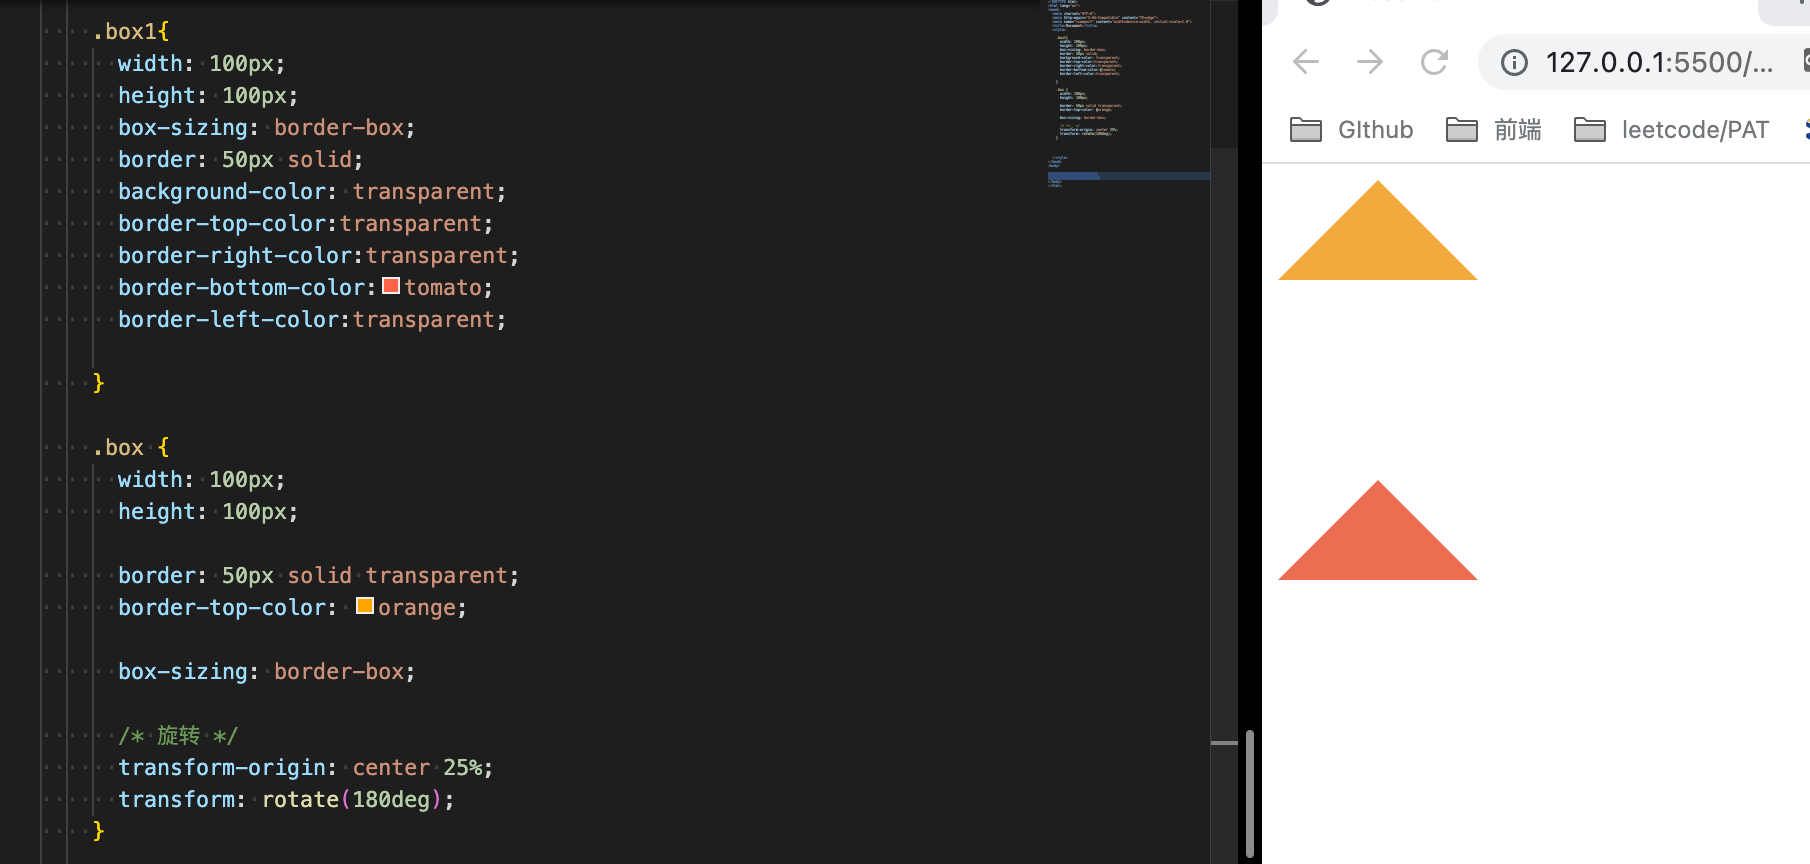 .box1{
width: 100px;
height: 100px;
box-sizing: border-box;
border: 50px solid;
background-color: transparent;
border-top-color:transparent;
border-right-color:transparent;
border-bottom-color:tomato;
border-left-color:transparent;
}
.box {
width: 100px;
height: 100px;
border: 50px solid transparent;
border-top-color: orange;
box-sizing: border-box;
/* 旋转 */
transform-origin: center 25%;
transform: rotate(180deg);
}
127.0.0.1:5500/...
GIthub 前端 leetcode/PAT